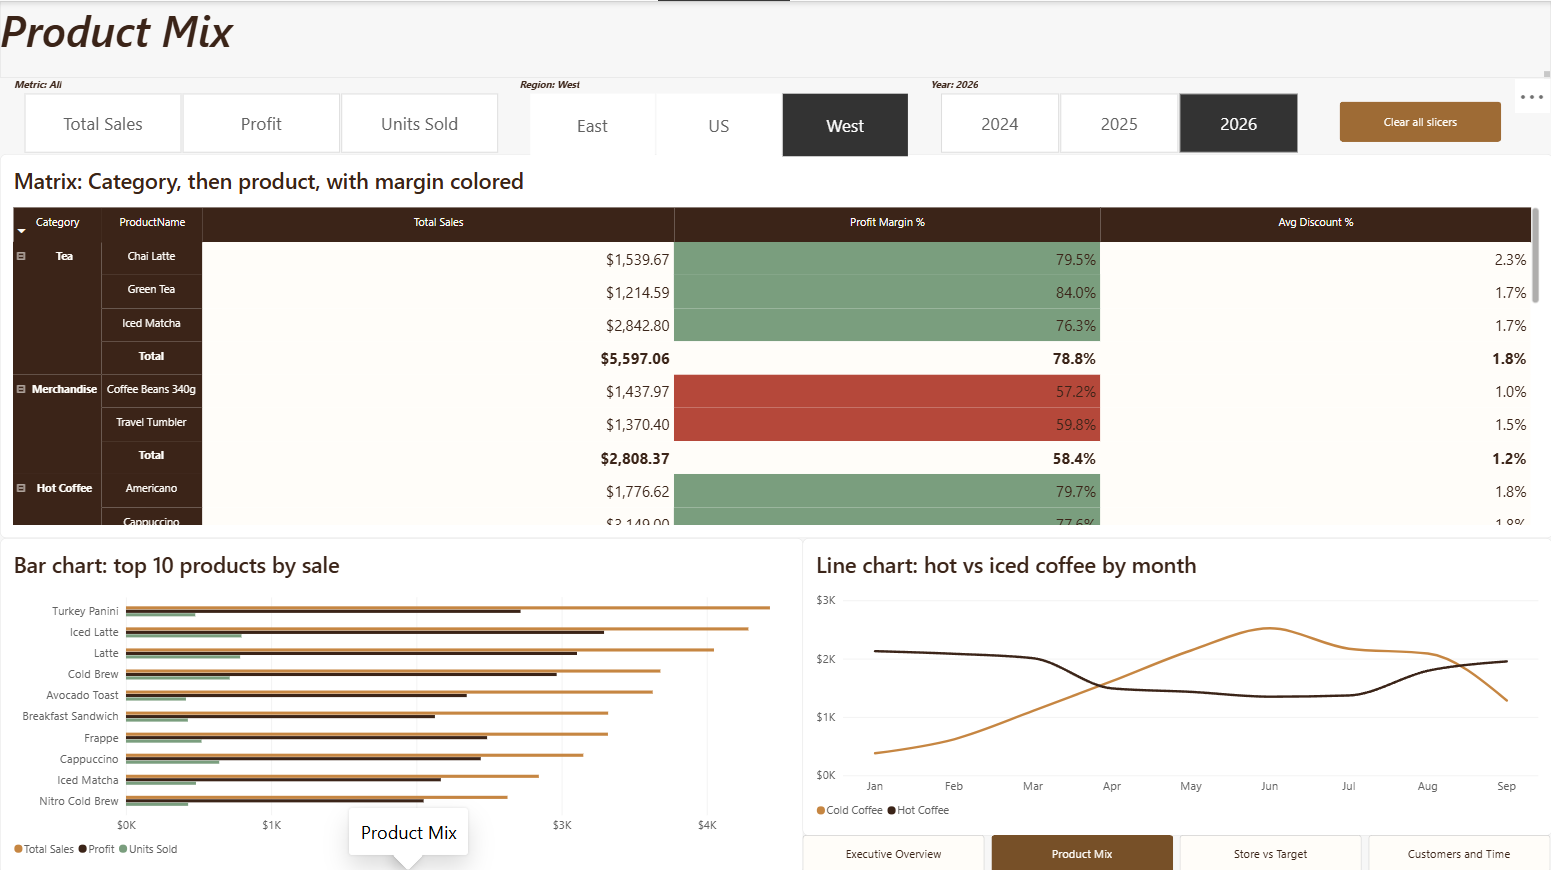 Product Mix
Metric: All
Region: West
Year: 2026
Total Sales
Profit
Units Sold
East
US
West
2024
2025
2026
Clear all slicers
Matrix: Category, then product, with margin colored
Category ProductName Total Sales Profit Margin % Avg Discount %
Tea Chai Latte $1,539.67 79.5% 2.3%
Green Tea $1,214.59 84.0% 1.7%
Iced Matcha $2,842.80 76.3% 1.7%
Total $5,597.06 78.8% 1.8%
Merchandise Coffee Beans 340g $1,437.97 57.2% 1.0%
Travel Tumbler $1,370.40 59.8% 1.5%
Total $2,808.37 58.4% 1.2%
Hot Coffee Americano $1,776.62 79.7% 1.8%
Cappuccino $3,149.00 77.6% 1.8%
Bar chart: top 10 products by sale
Turkey Panini
Iced Latte
Latte
Cold Brew
Avocado Toast
Breakfast Sandwich
Frappe
Cappuccino
Iced Matcha
Nitro Cold Brew
$0K $1K $3K $4K
Product Mix
Total Sales Profit Units Sold
Line chart: hot vs iced coffee by month
$3K
$2K
$1K
$0K
Jan Feb Mar Apr May Jun Jul Aug Sep
Cold Coffee Hot Coffee
Executive Overview
Product Mix
Store vs Target
Customers and Time